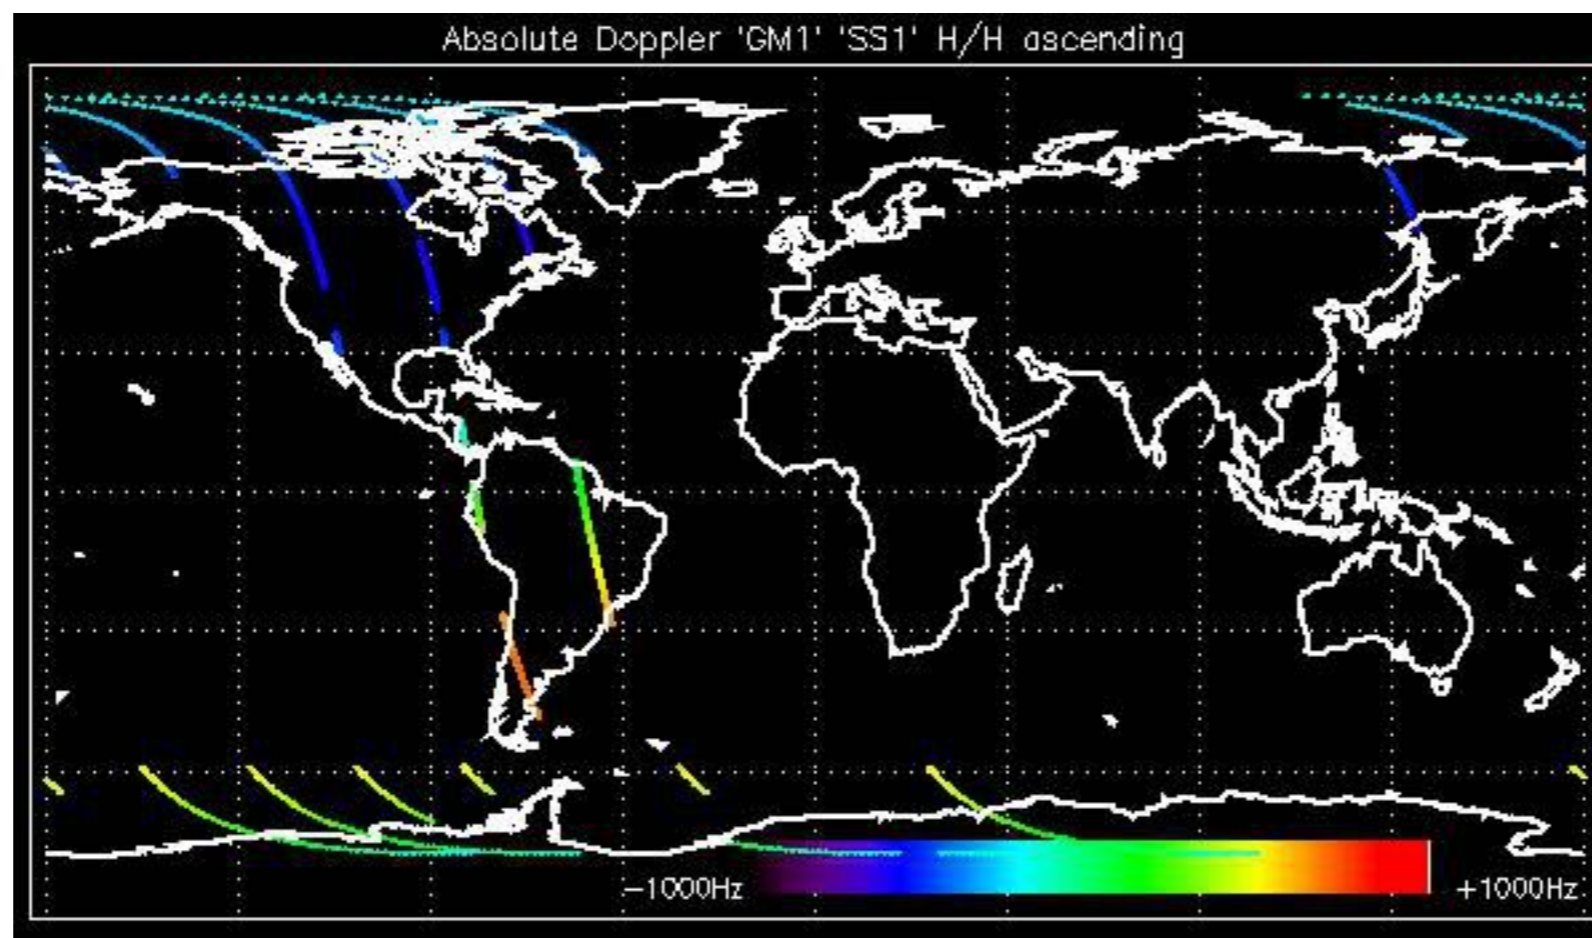 Absolute Doppler 'GM1' 'SS1' H/H ascending
-1000Hz +1000Hz